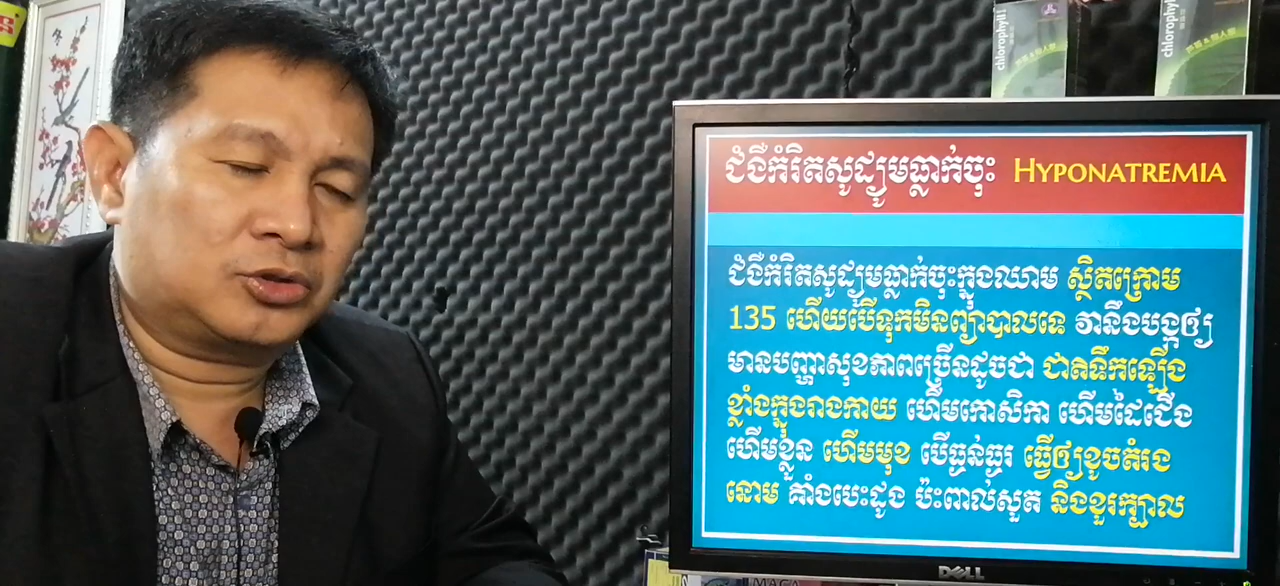 chlorophyll
chlorophyll
ជំងឺកំរិតសូដ្យូមធ្លាក់ចុះ HYPONATREMIA
ជំងឺកំរិតសូដ្យូមធ្លាក់ចុះក្នុងឈាម ស្ថិតក្រោម
135 ហើយបើទុកមិនព្យាបាលទេ វានឹងបង្កឲ្យ
មានបញ្ហាសុខភាពច្រើនដូចជា ជាតិទឹកឡើង
ខ្លាំងក្នុងរាងកាយ ហើមកោសិកា ហើមដៃជើង
ហើមខ្លួន ហើមមុខ បើធ្ងន់ធ្ងរ ធ្វើឲ្យខូចតំរង
នោម គាំងបេះដូង ប៉ះពាល់សួត និងខួរក្បាល
DELL
MACA